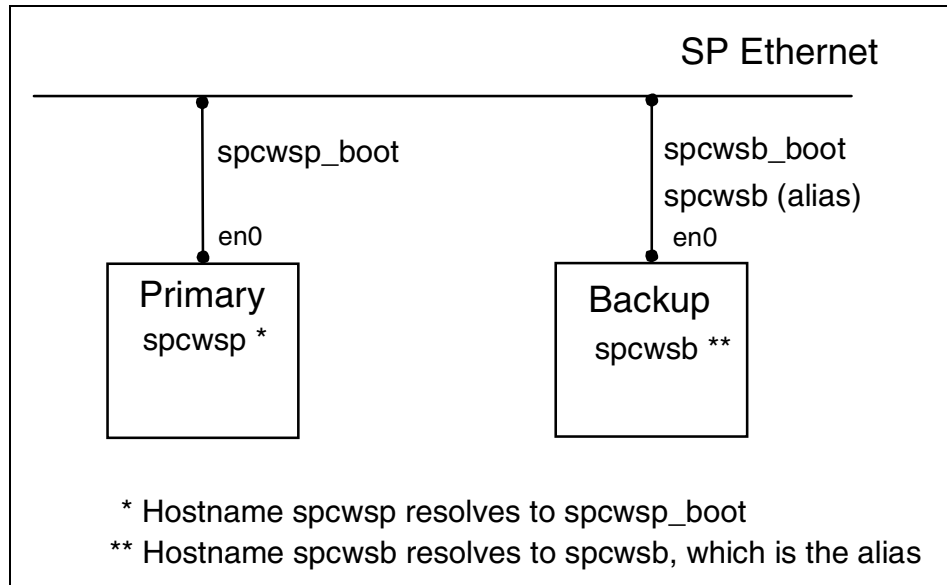 SP Ethernet
spcwsp_boot
spcwsb_boot
spcwsb (alias)
en0
en0
Primary
spcwsp *
Backup
spcwsb **
* Hostname spcwsp resolves to spcwsp_boot
** Hostname spcwsb resolves to spcwsb, which is the alias